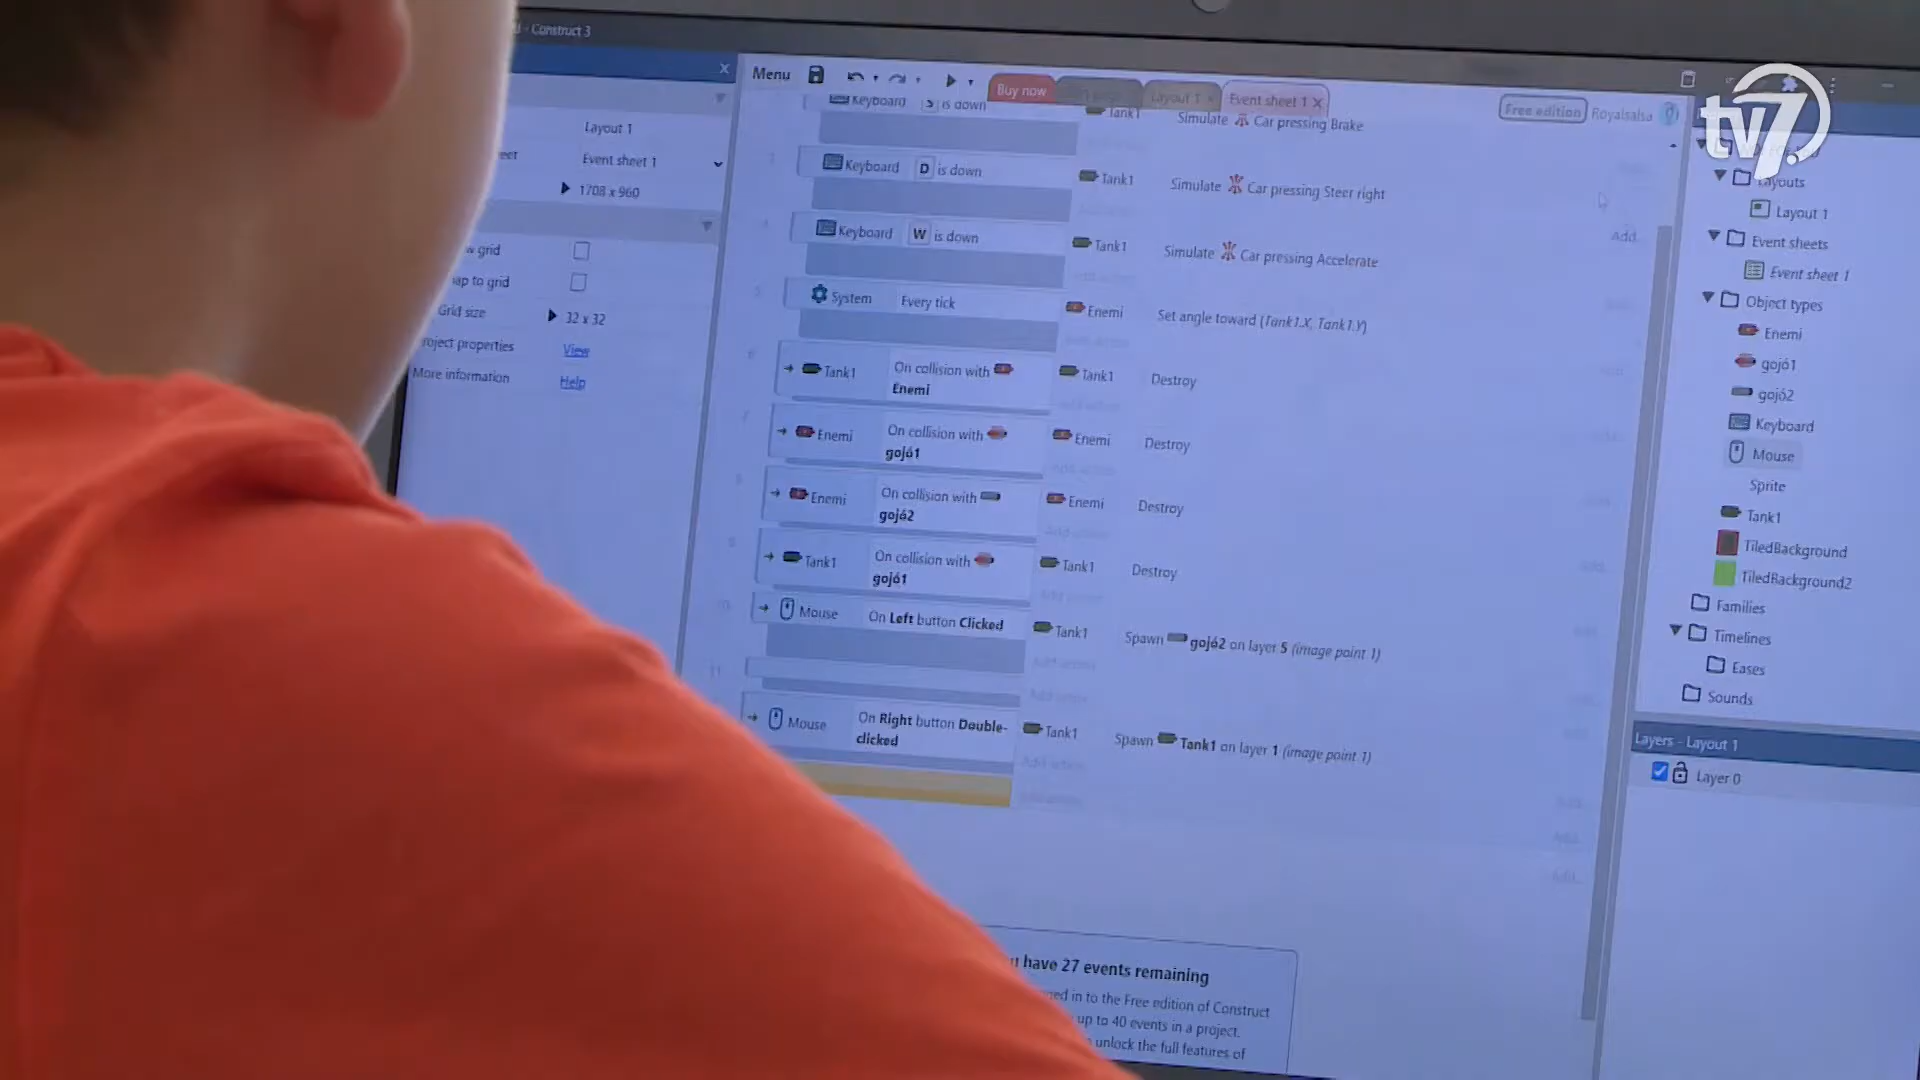 - Construct 3
Menu
Buy now
Layout 1
Event sheet 1
Free edition
Royalsalsa
tv7
Layout 1
Event sheet 1
1708 x 960
grid
to grid
Grid size
32 x 32
roject properties
View
More information
Help
Keyboard S is down
Tank1 Simulate Car pressing Brake
Keyboard D is down
Tank1 Simulate Car pressing Steer right
Keyboard W is down
Tank1 Simulate Car pressing Accelerate
Add
5 System Every tick
Enemi Set angle toward (Tank1.X, Tank1.Y)
6 Tank1 On collision with
Enemi
Tank1 Destroy
7 Enemi On collision with
gojó1
Enemi Destroy
Enemi On collision with
gojó2
Enemi Destroy
Tank1 On collision with
gojó1
Tank1 Destroy
10 Mouse On Left button Clicked
Tank1 Spawn gojó2 on layer 5 (image point 1)
11
Mouse On Right button Double-
clicked
Tank1 Spawn Tank1 on layer 1 (image point 1)
have 27 events remaining
in to the Free edition of Construct
up to 40 events in a project.
unlock the full features of
Layouts
Layout 1
Event sheets
Event sheet 1
Object types
Enemi
gojó1
gojó2
Keyboard
Mouse
Sprite
Tank1
TiledBackground
TiledBackground2
Families
Timelines
Eases
Sounds
Layers - Layout 1
Layer 0